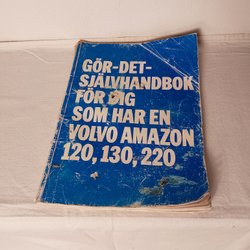 GÖR-DET-
SJÄLVHANDBOK
FÖR DIG
SOM HAR EN
VOLVO AMAZON
120, 130, 220